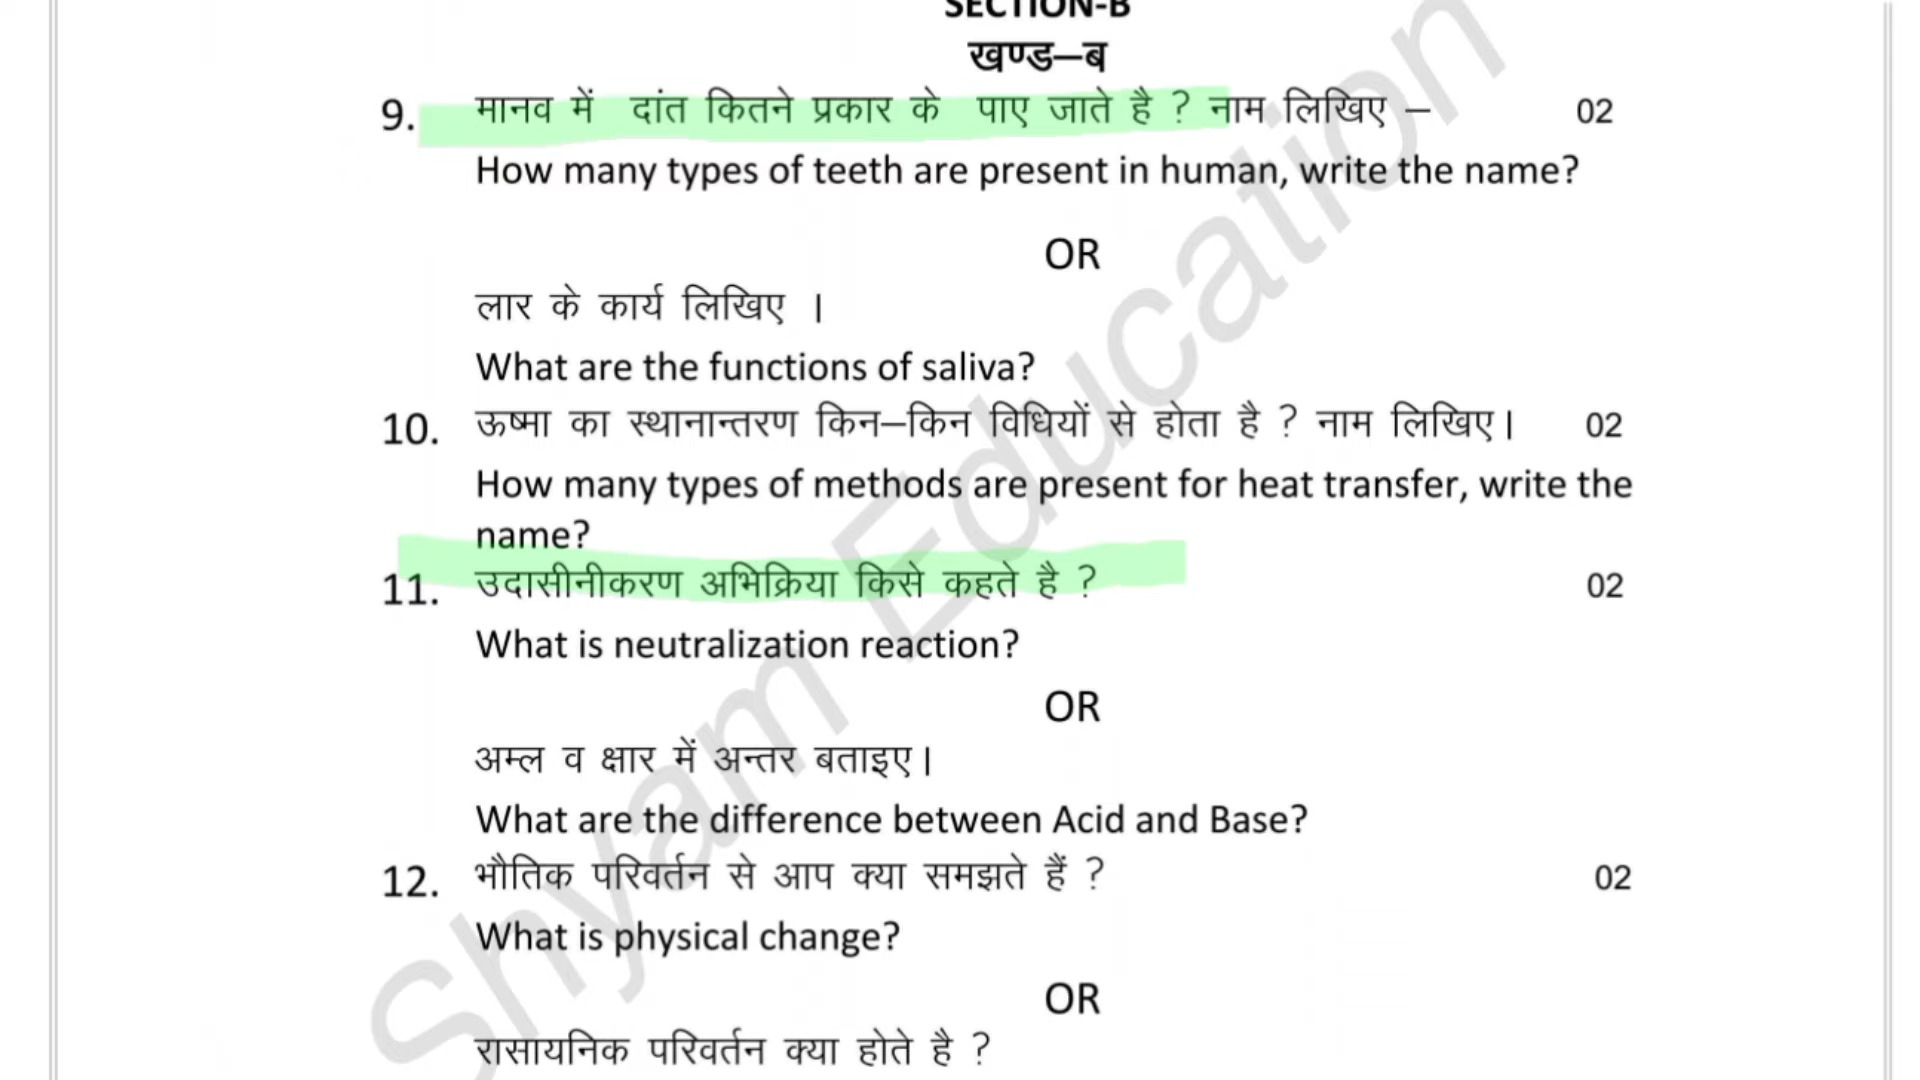 SECTION-B
खण्ड–ब
9. मानव में दांत कितने प्रकार के पाए जाते है ? नाम लिखिए – 02
How many types of teeth are present in human, write the name?
OR
लार के कार्य लिखिए ।
What are the functions of saliva?
10. ऊष्मा का स्थानान्तरण किन–किन विधियों से होता है ? नाम लिखिए। 02
How many types of methods are present for heat transfer, write the
name?
11. उदासीनीकरण अभिक्रिया किसे कहते है ? 02
What is neutralization reaction?
OR
अम्ल व क्षार में अन्तर बताइए।
What are the difference between Acid and Base?
12. भौतिक परिवर्तन से आप क्या समझते हैं ? 02
What is physical change?
OR
रासायनिक परिवर्तन क्या होते है ?
Shyam Education